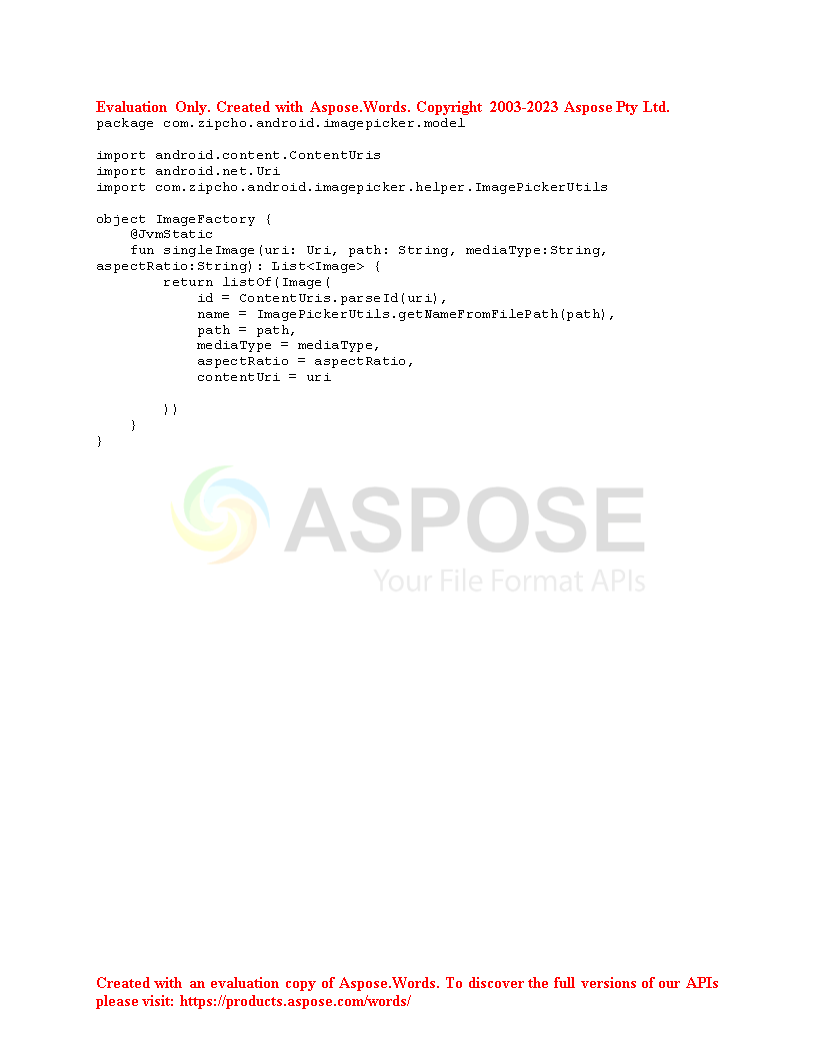 Evaluation Only. Created with Aspose.Words. Copyright 2003-2023 Aspose Pty Ltd.
package com.zipcho.android.imagepicker.model

import android.content.ContentUris
import android.net.Uri
import com.zipcho.android.imagepicker.helper.ImagePickerUtils

object ImageFactory {
    @JvmStatic
    fun singleImage(uri: Uri, path: String, mediaType:String,
aspectRatio:String): List<Image> {
        return listOf(Image(
            id = ContentUris.parseId(uri),
            name = ImagePickerUtils.getNameFromFilePath(path),
            path = path,
            mediaType = mediaType,
            aspectRatio = aspectRatio,
            contentUri = uri

        ))
    }
}
ASPOSE
Your File Format APIs
Created with an evaluation copy of Aspose.Words. To discover the full versions of our APIs
please visit: https://products.aspose.com/words/